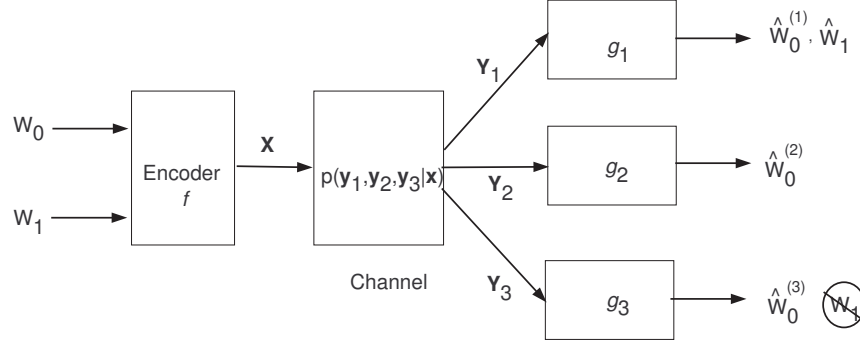 W₀
W₁
Encoder
f
X
p(y₁,y₂,y₃|x)
Channel
Y₁
Y₂
Y₃
g₁
g₂
g₃
Ŵ₀⁽¹⁾, Ŵ₁
Ŵ₀⁽²⁾
Ŵ₀⁽³⁾ W₁